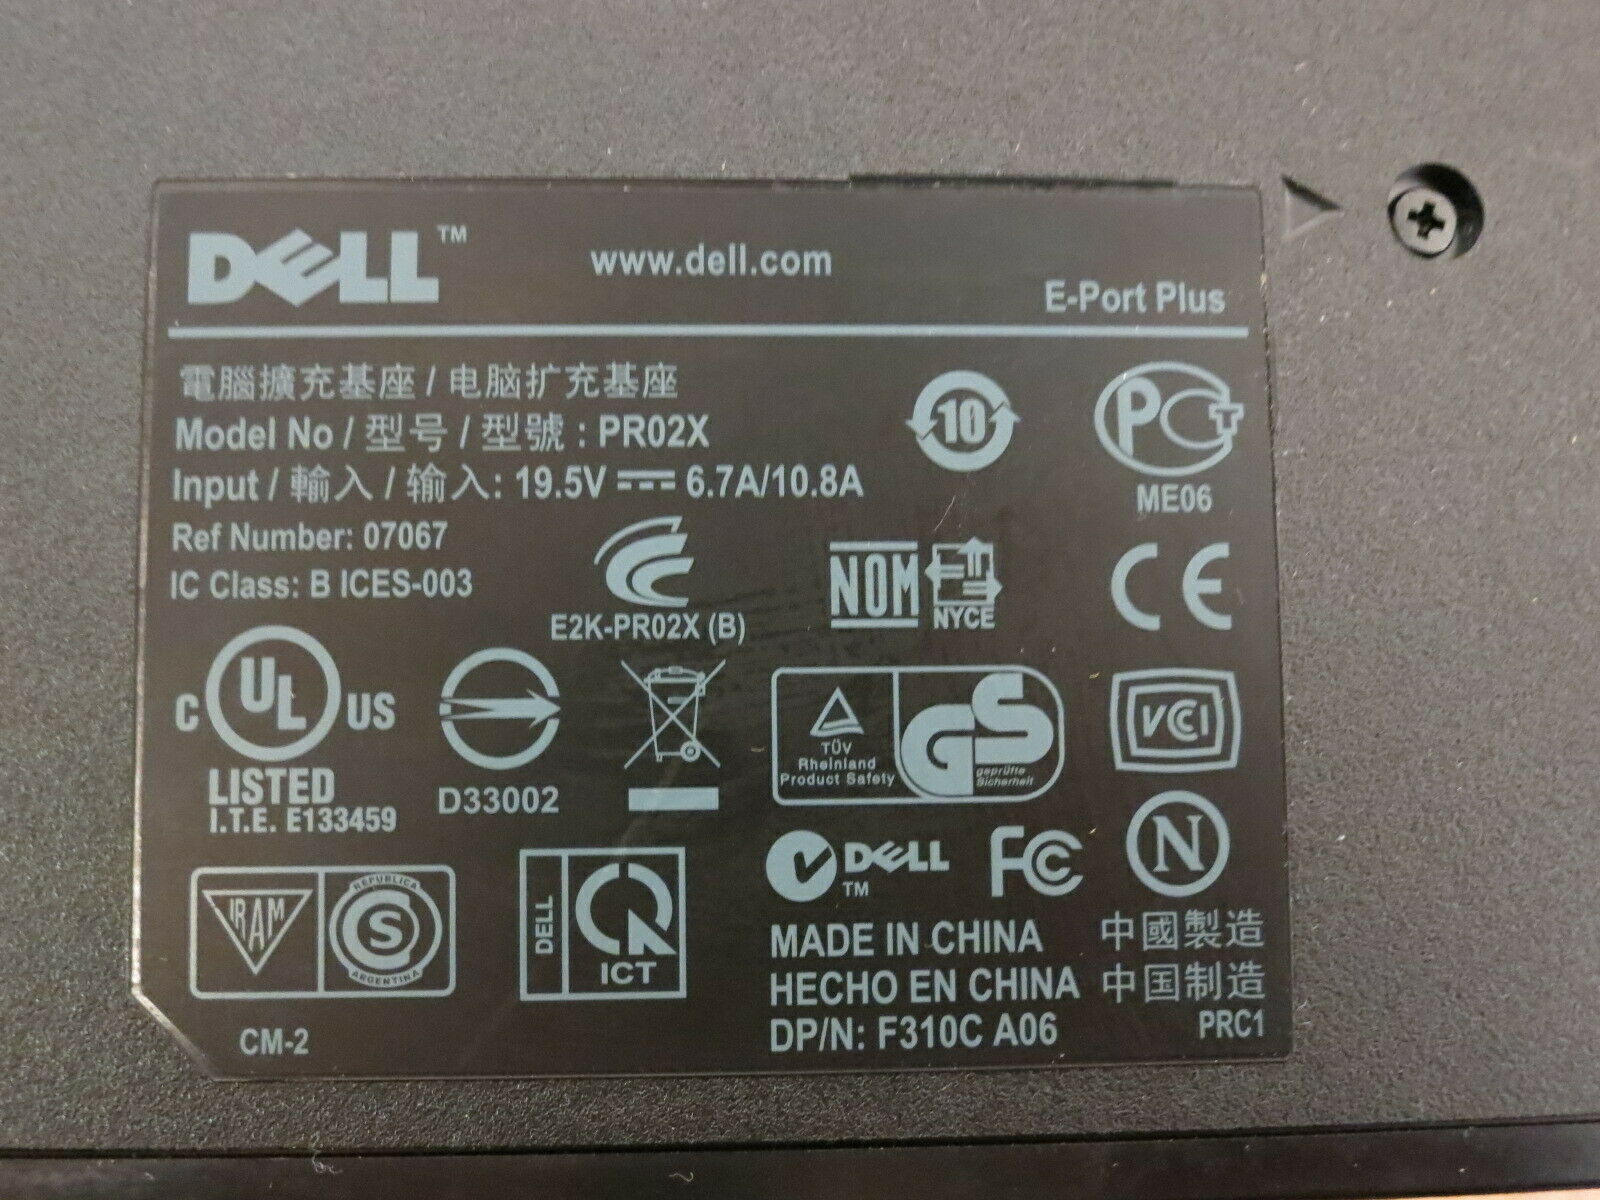 DELL™
www.dell.com
E-Port Plus
電腦擴充基座 / 电脑扩充基座
Model No / 型号 / 型號 : PR02X
Input / 輸入 / 输入: 19.5V 6.7A/10.8A
Ref Number: 07067
IC Class: B ICES-003
10
PCT
ME06
E2K-PR02X (B)
NOM
NYCE
CE
C UL US
LISTED
I.T.E. E133459
D33002
TÜV
Rheinland
Product Safety
GS
geprüfte
Sicherheit
VCCI
IRAM
REPUBLICA
S
ARGENTINA
DELL
ICT
DELL
TM
FCC
N
MADE IN CHINA
中國製造
HECHO EN CHINA
中国制造
DP/N: F310C A06
PRC1
CM-2